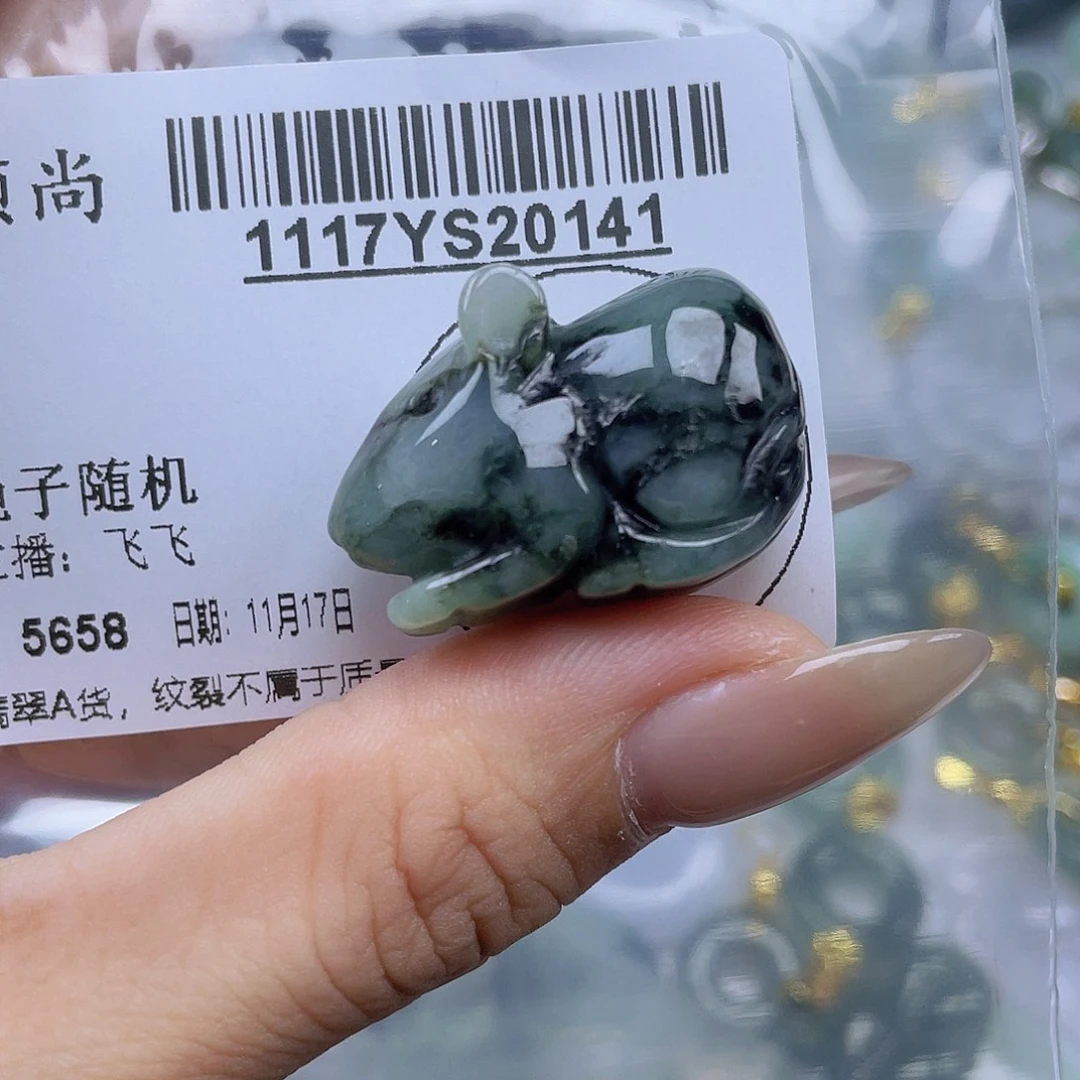 尚
1117YS20141
子随机
播：飞飞
5658 日期：11月17日
翠A货，纹裂不属于质